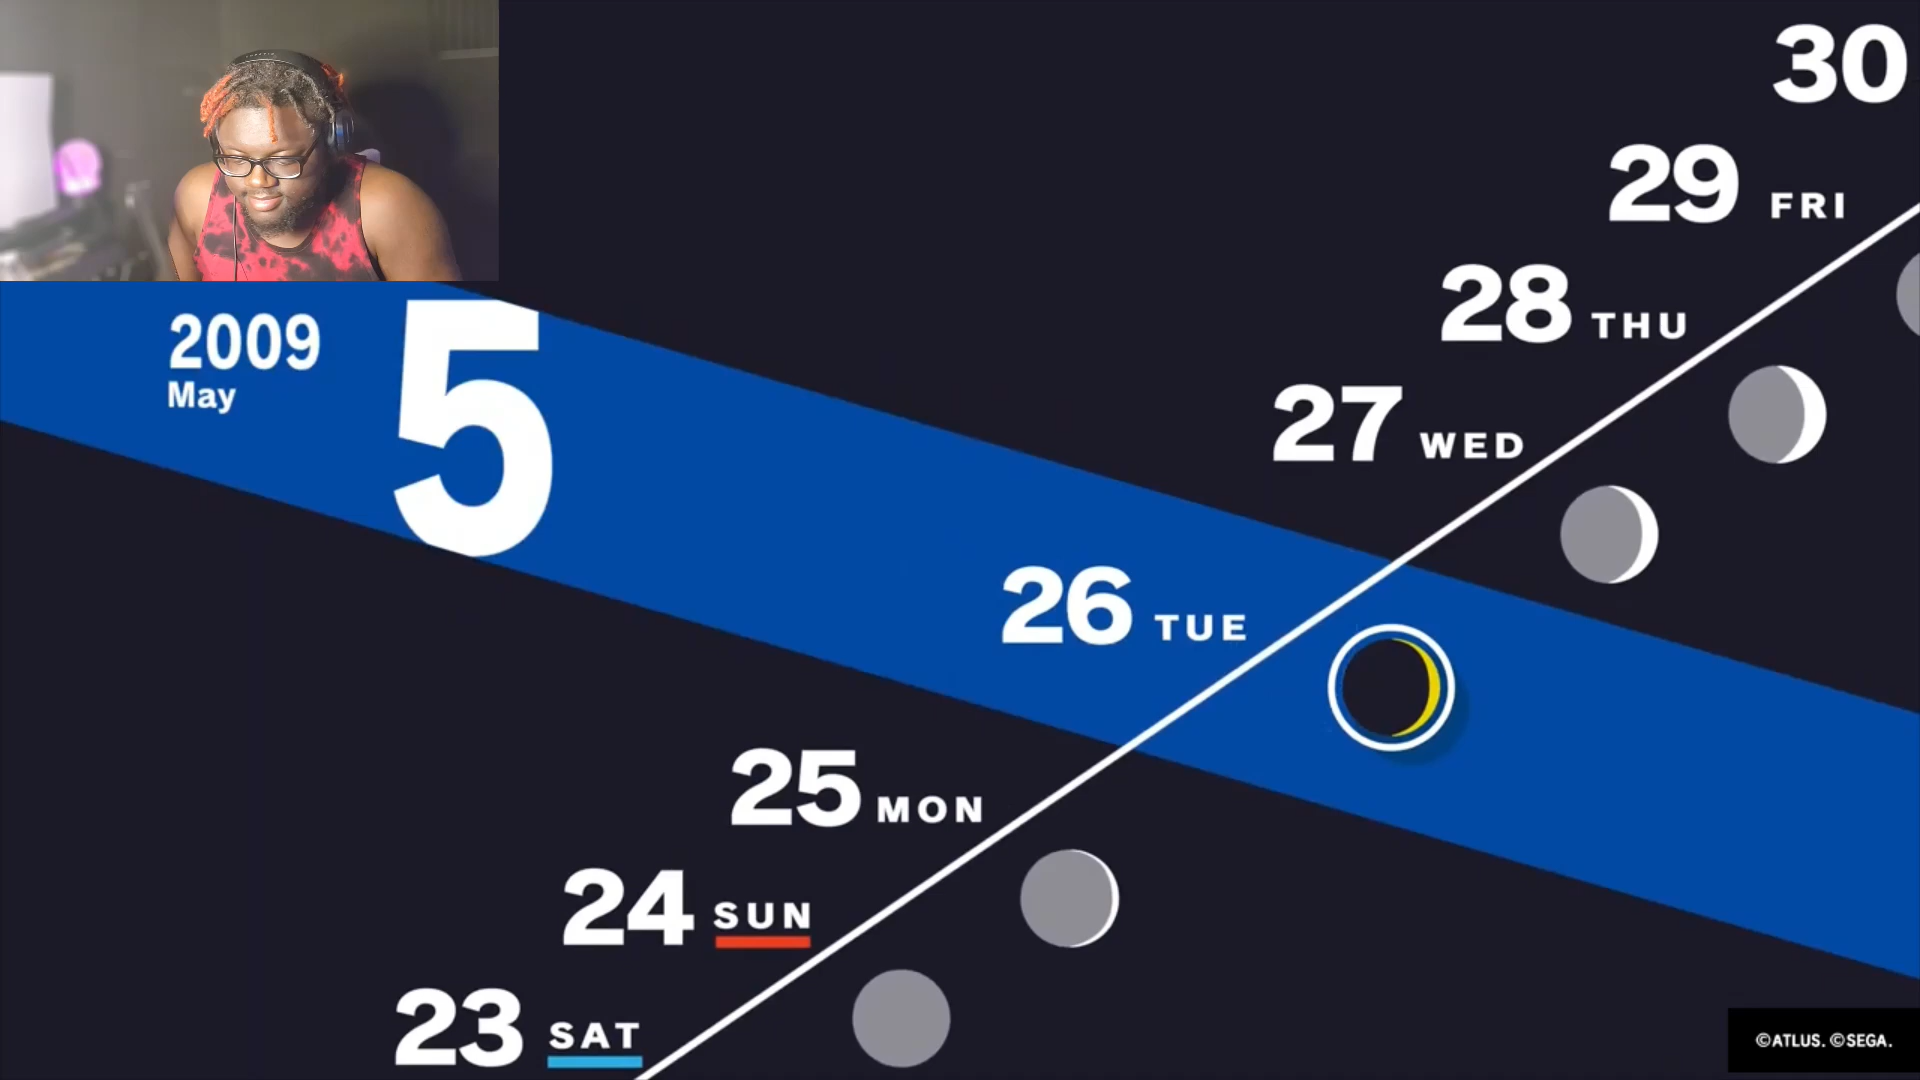 30
29 FRI
28 THU
27 WED
2009
May
5
26 TUE
25 MON
24 SUN
23 SAT
©ATLUS. ©SEGA.